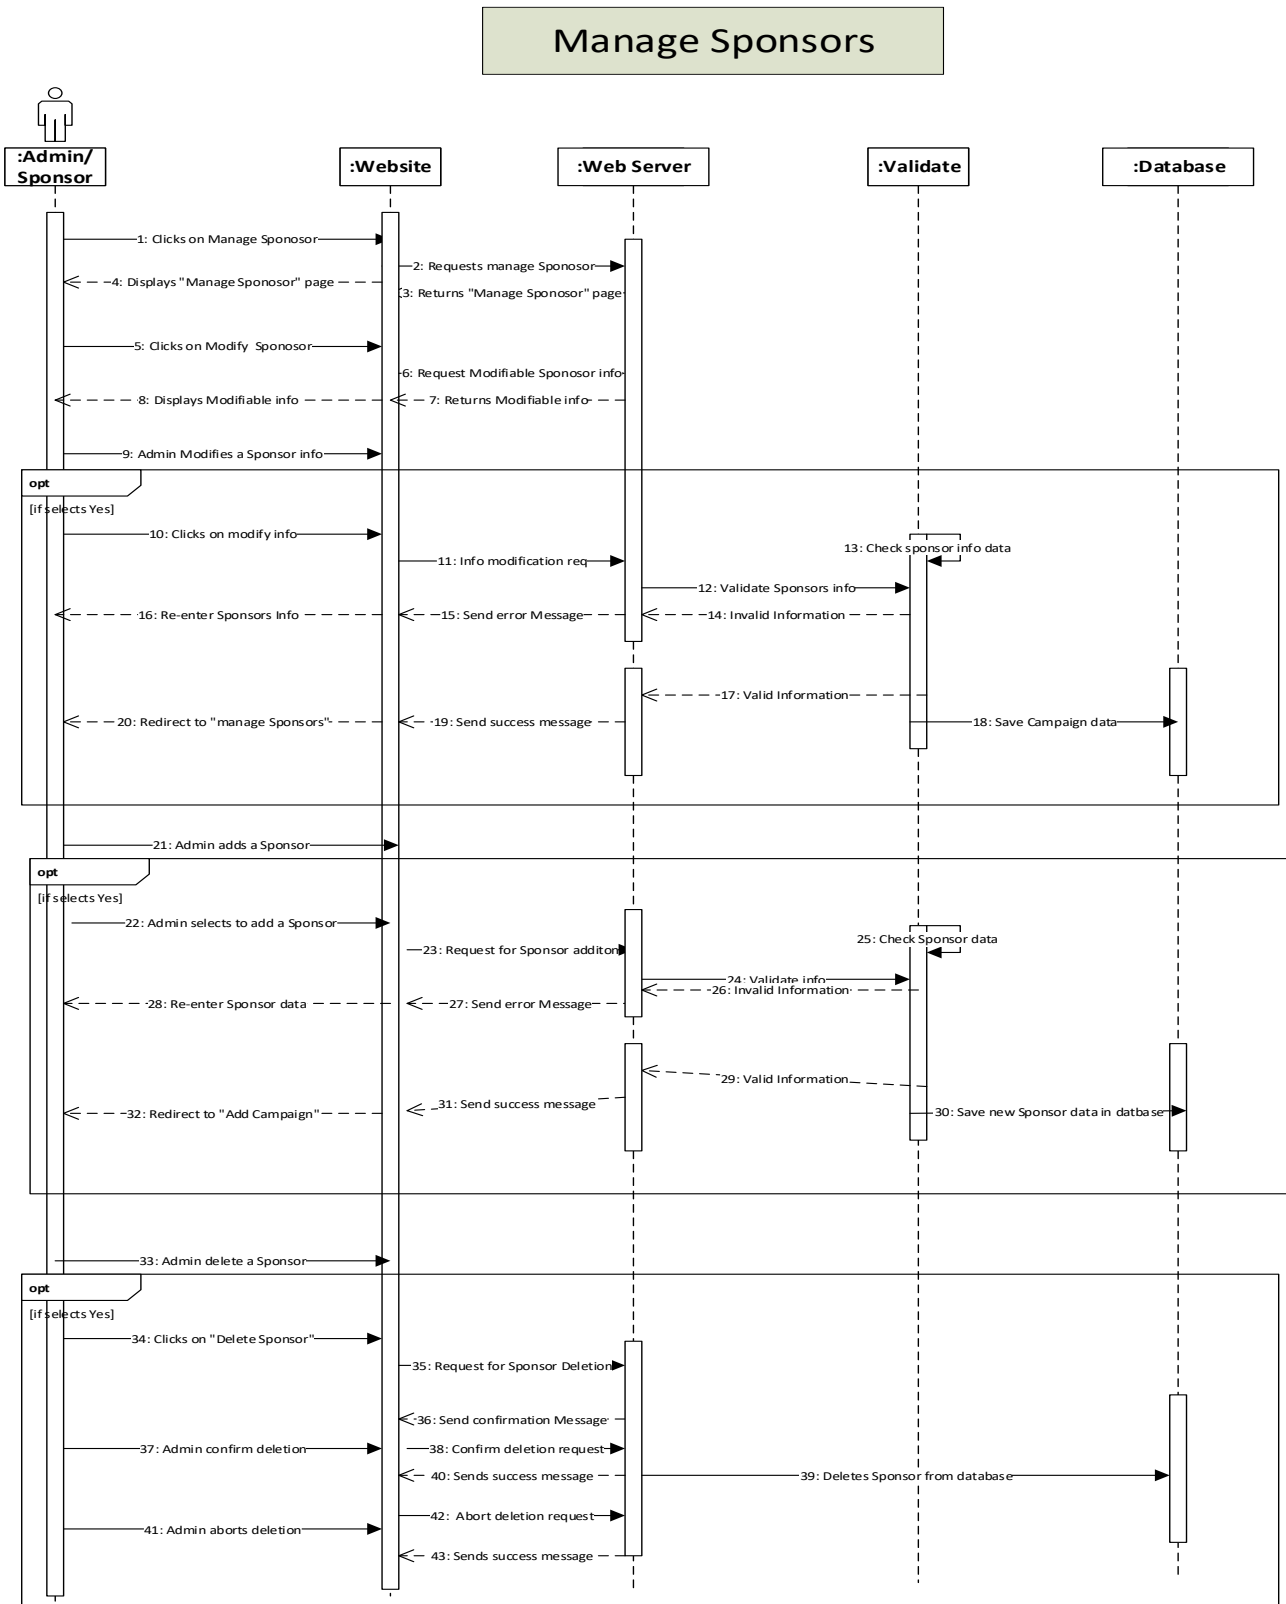 Manage Sponsors
:Admin/
Sponsor
:Website
:Web Server
:Validate
:Database
1: Clicks on Manage Sponosor
2: Requests manage Sponosor
4: Displays "Manage Sponosor" page
3: Returns "Manage Sponosor" page
5: Clicks on Modify Sponosor
6: Request Modifiable Sponosor info
8: Displays Modifiable info
7: Returns Modifiable info
9: Admin Modifies a Sponsor info
opt
[if selects Yes]
10: Clicks on modify info
13: Check sponsor info data
11: Info modification req
12: Validate Sponsors info
16: Re-enter Sponsors Info
15: Send error Message
14: Invalid Information
17: Valid Information
20: Redirect to "manage Sponsors"
19: Send success message
18: Save Campaign data
21: Admin adds a Sponsor
opt
[if selects Yes]
22: Admin selects to add a Sponsor
25: Check Sponsor data
23: Request for Sponsor additon
24: Validate info
26: Invalid Information
28: Re-enter Sponsor data
27: Send error Message
29: Valid Information
31: Send success message
32: Redirect to "Add Campaign"
30: Save new Sponsor data in datbase
33: Admin delete a Sponsor
opt
[if selects Yes]
34: Clicks on "Delete Sponsor"
35: Request for Sponsor Deletion
36: Send confirmation Message
37: Admin confirm deletion
38: Confirm deletion request
40: Sends success message
39: Deletes Sponsor from database
42: Abort deletion request
41: Admin aborts deletion
43: Sends success message